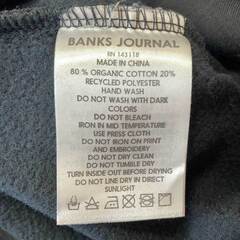 BANKS JOURNAL
RN 143118
MADE IN CHINA
80 % ORGANIC COTTON 20%
RECYCLED POLYESTER
HAND WASH
DO NOT WASH WITH DARK
COLORS
DO NOT BLEACH
IRON IN MID TEMPERATURE
USE PRESS CLOTH
DO NOT IRON ON PRINT
AND EMBROIDERY
DO NOT DRY CLEAN
DO NOT TUMBLE DRY
TURN INSIDE OUT BEFORE DRYING
DO NOT LINE DRY IN DIRECT
SUNLIGHT